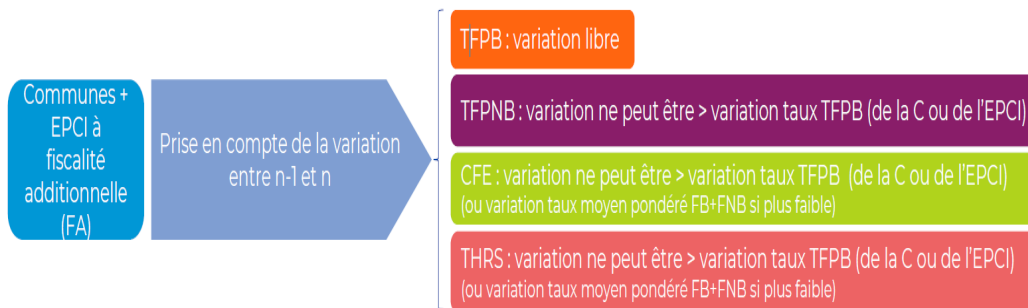 Communes +
EPCI à
fiscalité
additionnelle
(FA)
Prise en compte de la variation
entre n-1 et n
TFPB : variation libre
TFPNB : variation ne peut être > variation taux TFPB (de la C ou de l'EPCI)
CFE : variation ne peut être > variation taux TFPB (de la C ou de l'EPCI)
(ou variation taux moyen pondéré FB+FNB si plus faible)
THRS : variation ne peut être > variation taux TFPB (de la C ou de l'EPCI)
(ou variation taux moyen pondéré FB+FNB si plus faible)